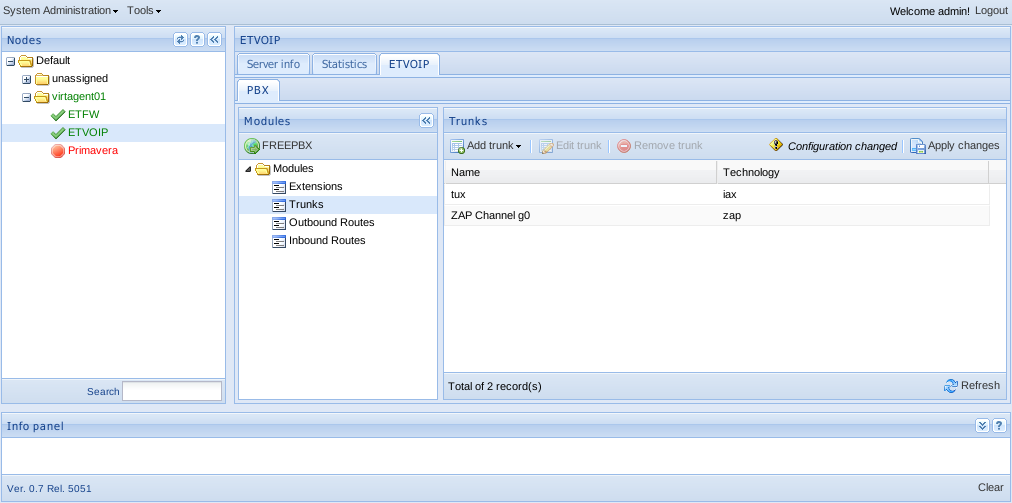 System Administration Tools Welcome admin! Logout
Nodes
Default
unassigned
virtagent01
ETFW
ETVOIP
Primavera
Search
ETVOIP
Server info Statistics ETVOIP
PBX
Modules
FREEPBX
Modules
Extensions
Trunks
Outbound Routes
Inbound Routes
Trunks
Add trunk Edit trunk Remove trunk Configuration changed Apply changes
Name Technology
tux iax
ZAP Channel g0 zap
Total of 2 record(s) Refresh
Info panel
Ver. 0.7 Rel. 5051 Clear